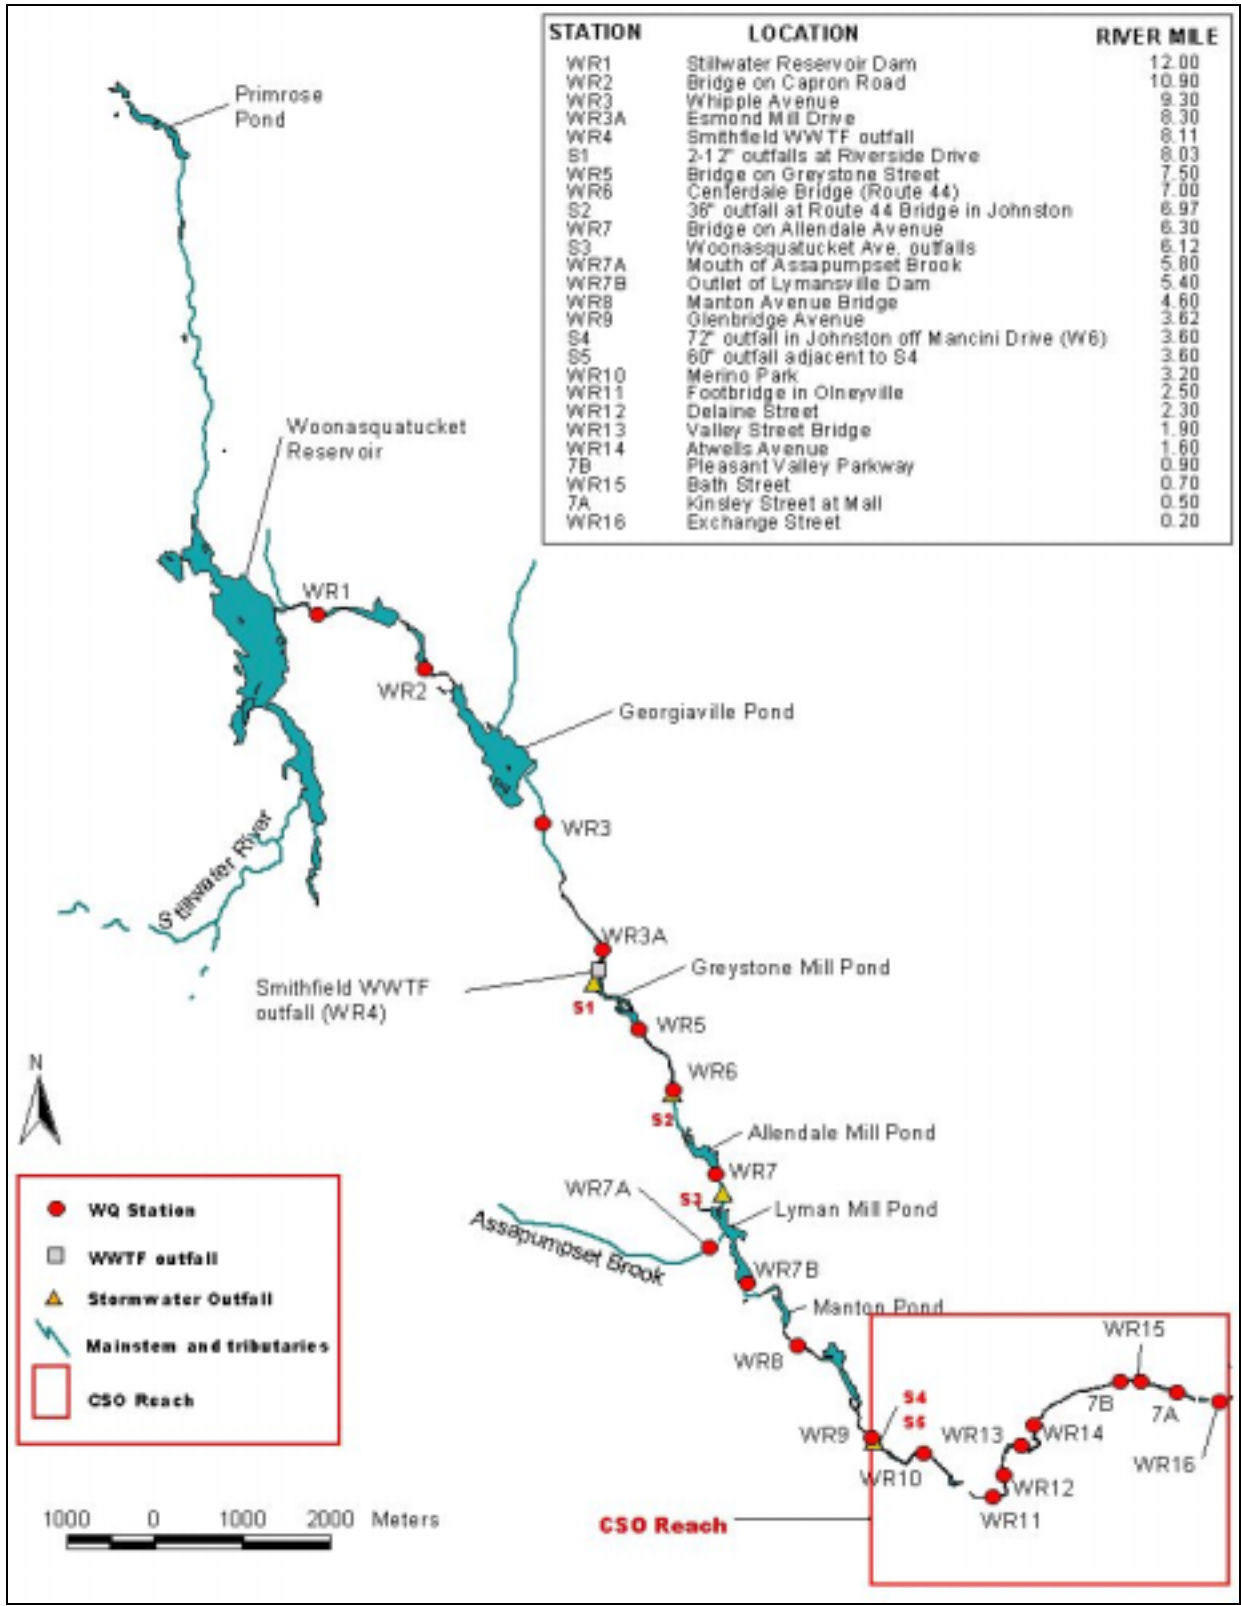 STATION LOCATION RIVER MILE
WR1 Stillwater Reservoir Dam 12.00
WR2 Bridge on Capron Road 10.90
WR3 Whipple Avenue 9.30
WR3A Esmond Mill Drive 8.30
WR4 Smithfield WWTF outfall 8.11
S1 2-12" outfalls at Riverside Drive 8.03
WR5 Bridge on Greystone Street 7.50
WR6 Centerdale Bridge (Route 44) 7.00
S2 36" outfall at Route 44 Bridge in Johnston 6.97
WR7 Bridge on Allendale Avenue 6.30
S3 Woonasquatucket Ave. outfalls 6.12
WR7A Mouth of Assapumpset Brook 5.80
WR7B Outlet of Lymansville Dam 5.40
WR8 Manton Avenue Bridge 4.60
WR9 Glenbridge Avenue 3.62
S4 72" outfall in Johnston off Mancini Drive (W6) 3.60
S5 60" outfall adjacent to S4 3.60
WR10 Merino Park 3.20
WR11 Footbridge in Olneyville 2.50
WR12 Delaine Street 2.30
WR13 Valley Street Bridge 1.90
WR14 Atwells Avenue 1.60
7B Pleasant Valley Parkway 0.90
WR15 Bath Street 0.70
7A Kinsley Street at Mall 0.50
WR16 Exchange Street 0.20
Primrose
Pond
Woonasquatucket
Reservoir
WR1
WR2
Georgiaville Pond
WR3
Stillwater River
WR3A
Greystone Mill Pond
Smithfield WWTF
outfall (WR4)
S1
WR5
N
WR6
S2
Allendale Mill Pond
WR7
WR7A
S3
Lyman Mill Pond
Assapumpset Brook
WR7B
Manton Pond
WR8
WR15
S4
S5
7B
7A
WR9
WR13
WR14
WR10
WR16
WR12
WR11
CSO Reach
WQ Station
WWTF outfall
Stormwater Outfall
Mainstem and tributaries
CSO Reach
1000 0 1000 2000 Meters